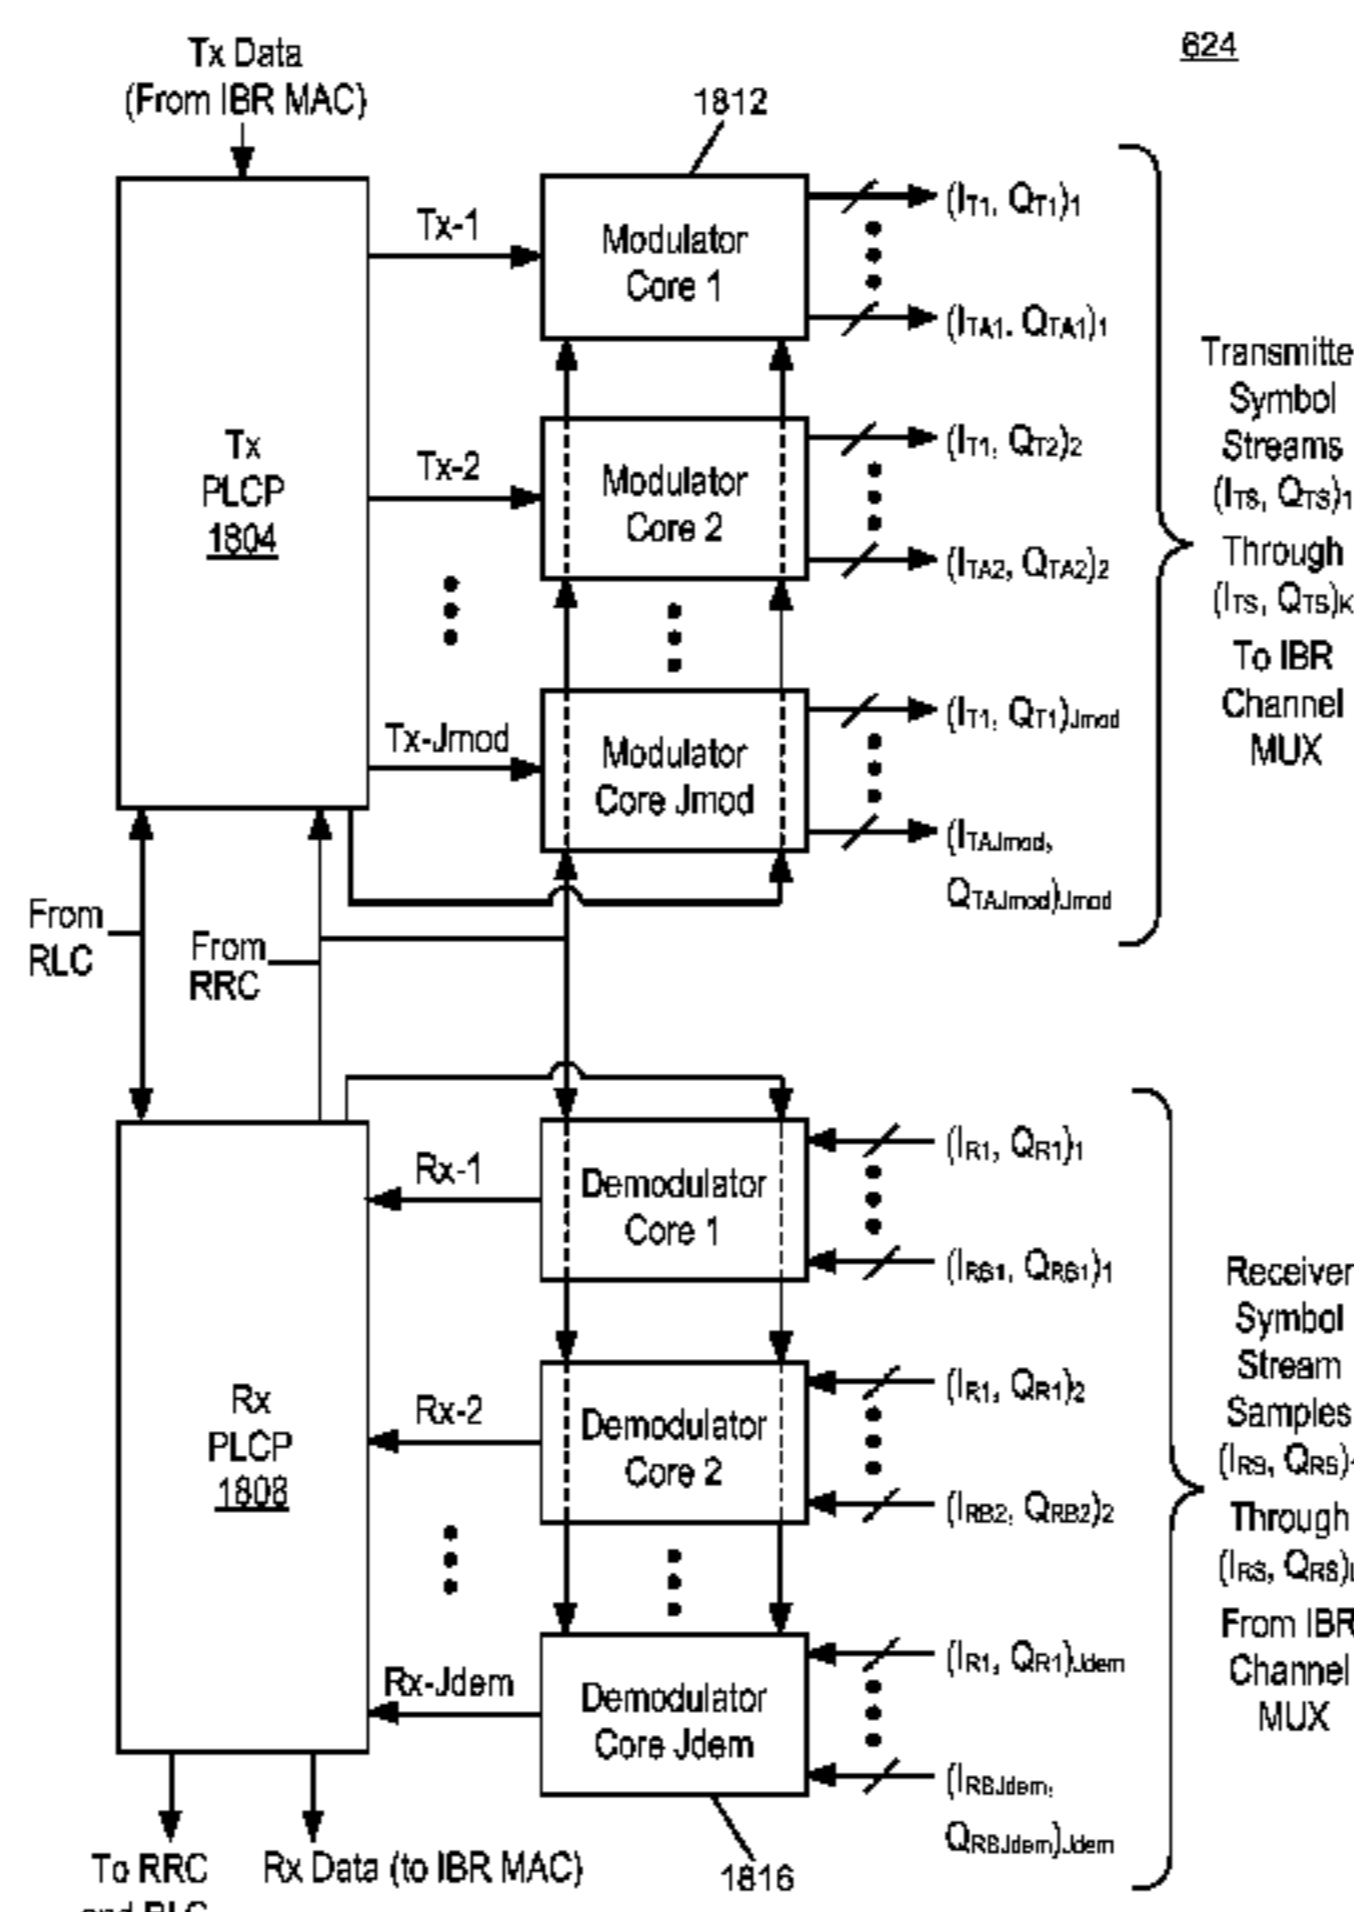 624
Tx Data
(From IBR MAC)
1812
Tx-1
Modulator
Core 1
(IT1, QT1)1
(ITA1, QTA1)1
Tx
PLCP
1804
Tx-2
Modulator
Core 2
(IT1, QT2)2
(ITA2, QTA2)2
Tx-Jmod
Modulator
Core Jmod
(IT1, QT1)Jmod
(ITAJmod,
QTAJmod)Jmod
Transmitte
Symbol
Streams
(ITS, QTS)1
Through
(ITS, QTS)K
To IBR
Channel
MUX
From
RLC
From
RRC
Rx-1
Demodulator
Core 1
(IR1, QR1)1
Rx
PLCP
1808
Rx-2
Demodulator
Core 2
(IR1, QR1)2
(IRB2, QRB2)2
Rx-Jdem
Demodulator
Core Jdem
(IR1, QR1)Jdem
(IRBJdem,
QRBJdem)Jdem
1816
Receiver
Symbol
Stream
Samples
Through
From IBR
Channel
MUX
To RRC
Rx Data (to IBR MAC)